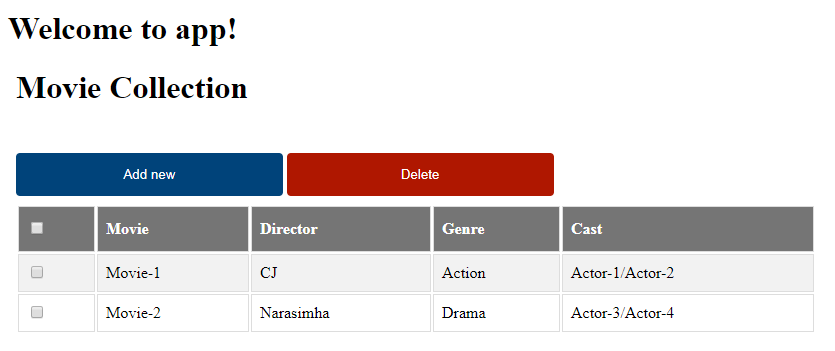 Welcome to app!
Movie Collection
Add new Delete
Movie Director Genre Cast
Movie-1 CJ Action Actor-1/Actor-2
Movie-2 Narasimha Drama Actor-3/Actor-4